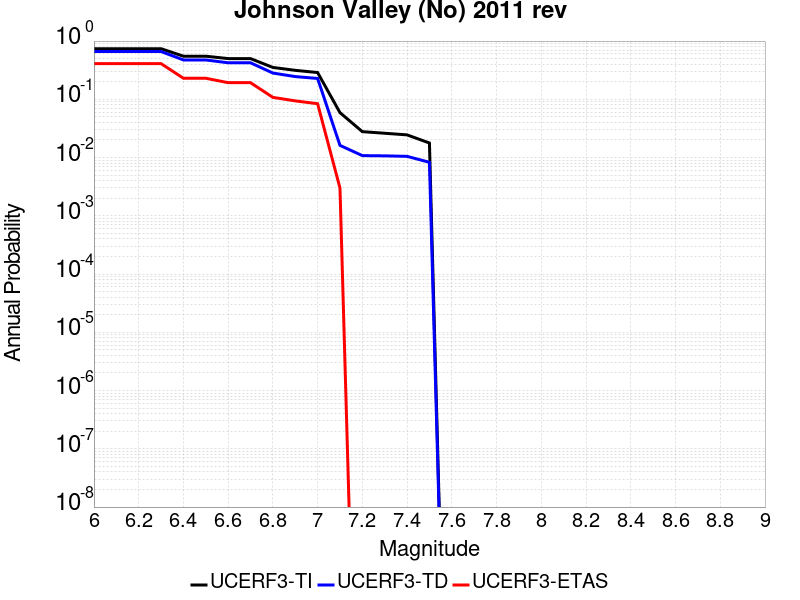 Johnson Valley (No) 2011 rev
10^0
10^-1
10^-2
10^-3
10^-4
10^-5
10^-6
10^-7
10^-8
Annual Probability
6 6.2 6.4 6.6 6.8 7 7.2 7.4 7.6 7.8 8 8.2 8.4 8.6 8.8 9
Magnitude
UCERF3-TI UCERF3-TD UCERF3-ETAS